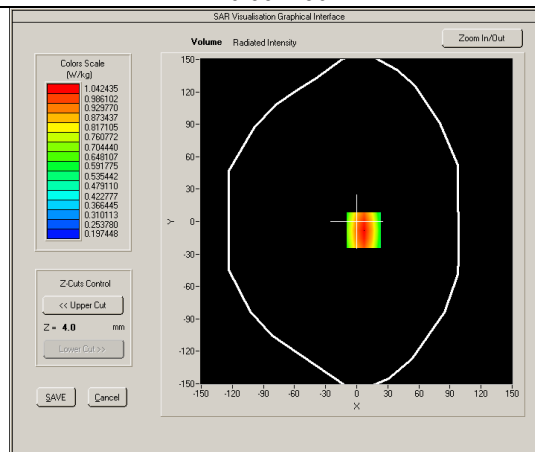 SAR Visualisation Graphical Interface
Volume Radiated Intensity
Zoom In/Out
Colors Scale
(W/kg)
1.042435
0.986102
0.929770
0.873437
0.817105
0.760772
0.704440
0.648107
0.591775
0.535442
0.479110
0.422777
0.366445
0.310113
0.253780
0.197448
Z-Cuts Control
<< Upper Cut
Z = 4.0 mm
Lower Cut >>
SAVE Cancel
150-
120-
90-
60-
30-
0-
-30-
-60-
-90-
-120-
-150-
Y
-150 -120 -90 -60 -30 0 30 60 90 120 150
X